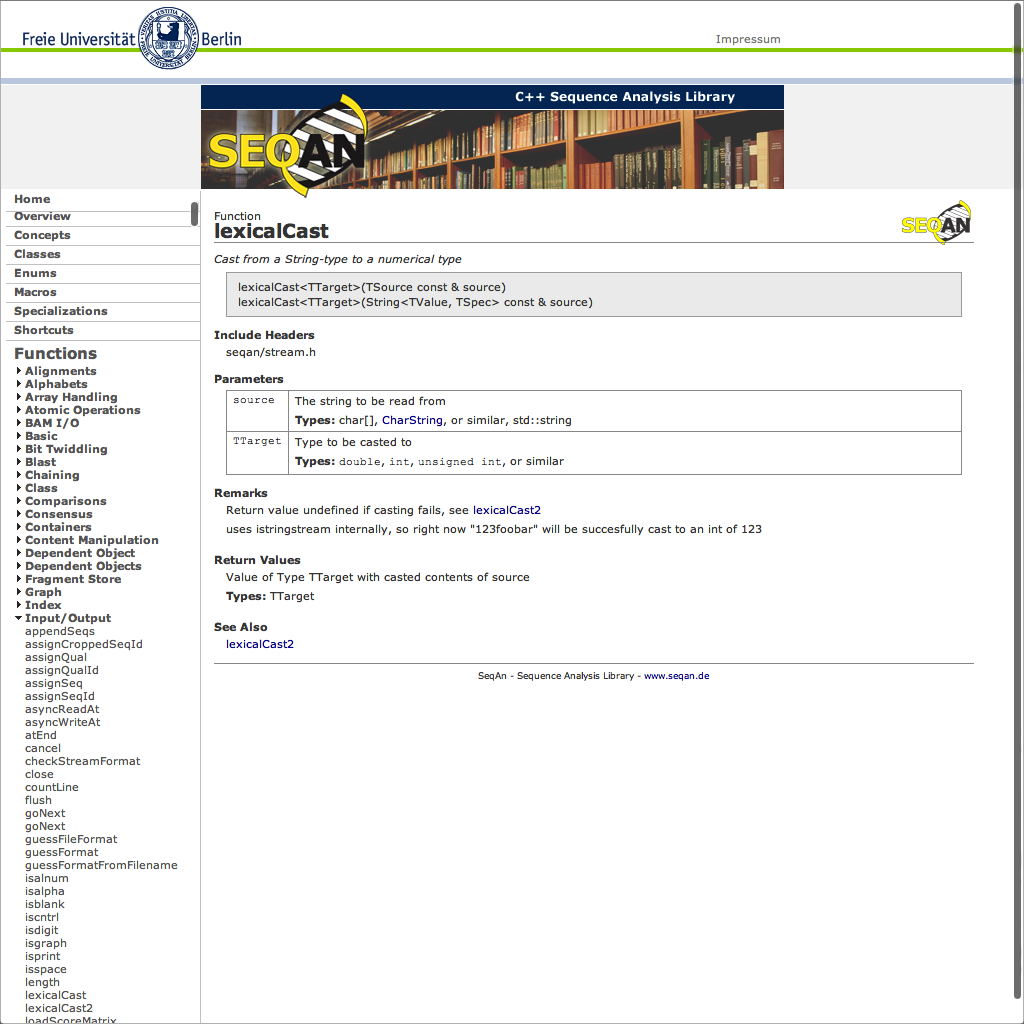 Freie Universität Berlin
Impressum
C++ Sequence Analysis Library
SEQAN
Home
Overview
Concepts
Classes
Enums
Macros
Specializations
Shortcuts
Functions
Alignments
Alphabets
Array Handling
Atomic Operations
BAM I/O
Basic
Bit Twiddling
Blast
Chaining
Class
Comparisons
Consensus
Containers
Content Manipulation
Dependent Object
Dependent Objects
Fragment Store
Graph
Index
Input/Output
appendSeqs
assignCroppedSeqId
assignQual
assignQualId
assignSeq
assignSeqId
asyncReadAt
asyncWriteAt
atEnd
cancel
checkStreamFormat
close
countLine
flush
goNext
goNext
guessFileFormat
guessFormat
guessFormatFromFilename
isalnum
isalpha
isblank
iscntrl
isdigit
isgraph
isprint
isspace
length
lexicalCast
lexicalCast2
loadScoreMatrix
Function
lexicalCast
SEQAN
Cast from a String-type to a numerical type
lexicalCast<TTarget>(TSource const & source)
lexicalCast<TTarget>(String<TValue, TSpec> const & source)
Include Headers
seqan/stream.h
Parameters
source The string to be read from
Types: char[], CharString, or similar, std::string
TTarget Type to be casted to
Types: double, int, unsigned int, or similar
Remarks
Return value undefined if casting fails, see lexicalCast2
uses istringstream internally, so right now "123foobar" will be succesfully cast to an int of 123
Return Values
Value of Type TTarget with casted contents of source
Types: TTarget
See Also
lexicalCast2
SeqAn - Sequence Analysis Library - www.seqan.de